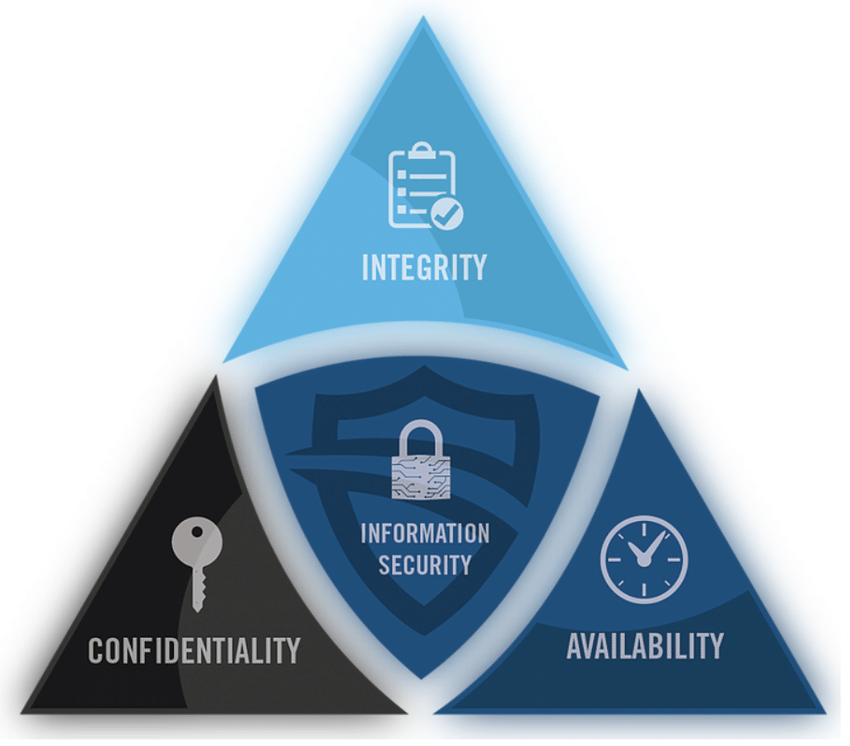 INTEGRITY
INFORMATION
SECURITY
CONFIDENTIALITY
AVAILABILITY